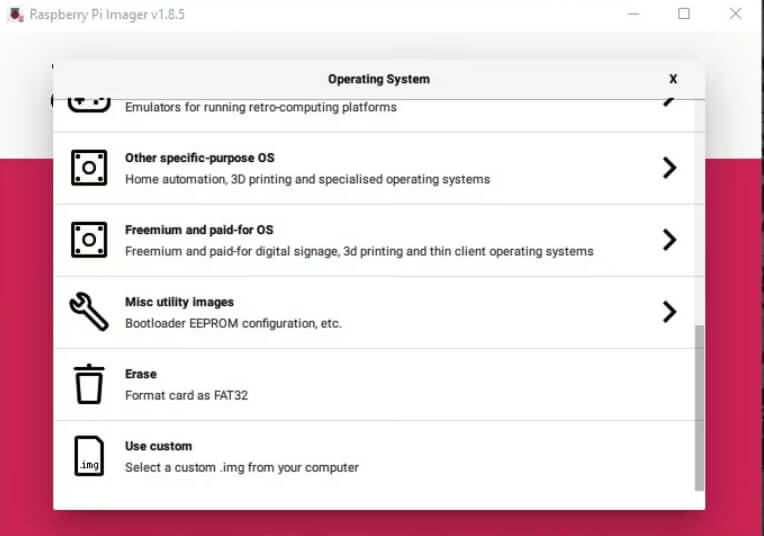 Raspberry Pi Imager v1.8.5
Operating System
X
Emulators for running retro-computing platforms
Other specific-purpose OS
Home automation, 3D printing and specialised operating systems
Freemium and paid-for OS
Freemium and paid-for digital signage, 3d printing and thin client operating systems
Misc utility images
Bootloader EEPROM configuration, etc.
Erase
Format card as FAT32
.img
Use custom
Select a custom .img from your computer